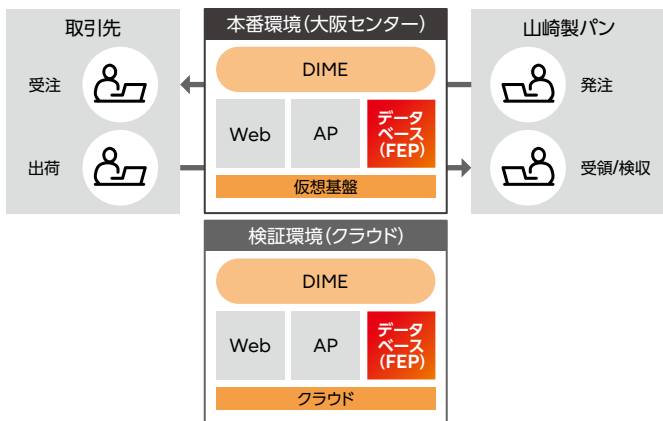 取引先
受注
出荷
本番環境(大阪センター)
DIME
Web
AP
データ
ベース
(FEP)
仮想基盤
山崎製パン
発注
受領/検収
検証環境(クラウド)
DIME
Web
AP
データ
ベース
(FEP)
クラウド